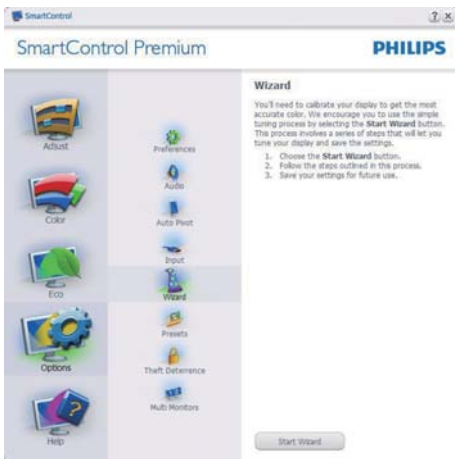 SmartControl
SmartControl Premium
PHILIPS
Adjust
Color
Eco
Options
Help
Preferences
Audio
Auto Pivot
Input
Wizard
Presets
Theft Deterrence
Multi Monitors
Wizard
You'll need to calibrate your display to get the most
accurate color. We encourage you to use the simple
tuning process by selecting the Start Wizard button.
This process involves a series of steps that will let you
tune your display and save the settings.
1. Choose the Start Wizard button.
2. Follow the steps outlined in the process.
3. Save your settings for future use.
Start Wizard